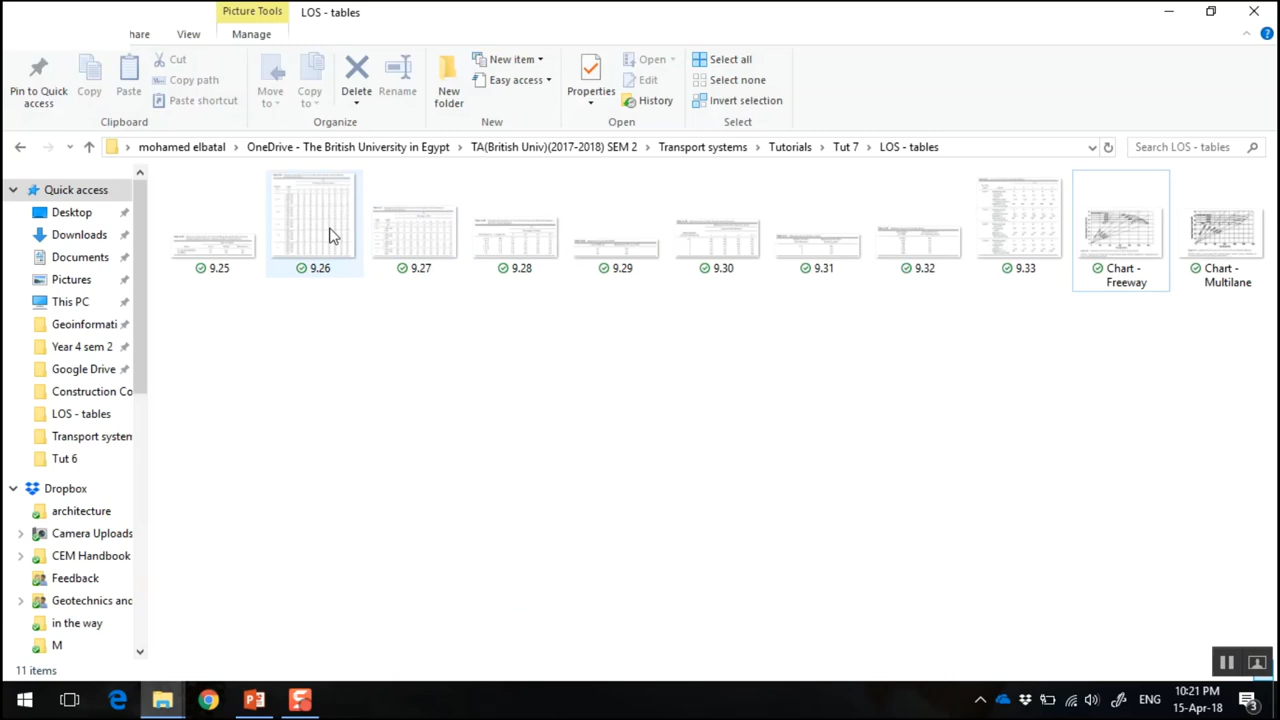 Picture Tools
LOS - tables
hare
View
Manage
Pin to Quick
access
Copy
Paste
Cut
Copy path
Paste shortcut
Clipboard
Move
to
Copy
to
Delete
Rename
Organize
New
folder
New item
Easy access
New
Properties
Open
Edit
History
Open
Select all
Select none
Invert selection
Select
mohamed elbatal
OneDrive - The British University in Egypt
TA(British Univ)(2017-2018) SEM 2
Transport systems
Tutorials
Tut 7
LOS - tables
Search LOS - tables
Quick access
Desktop
Downloads
Documents
Pictures
This PC
Geoinformati
Year 4 sem 2
Google Drive
Construction Co
LOS - tables
Transport system
Tut 6
Dropbox
architecture
Camera Uploads
CEM Handbook
Feedback
Geotechnics and
in the way
M
9.25
9.26
9.27
9.28
9.29
9.30
9.31
9.32
9.33
Chart -
Freeway
Chart -
Multilane
11 items
ENG
10:21 PM
15-Apr-18
3